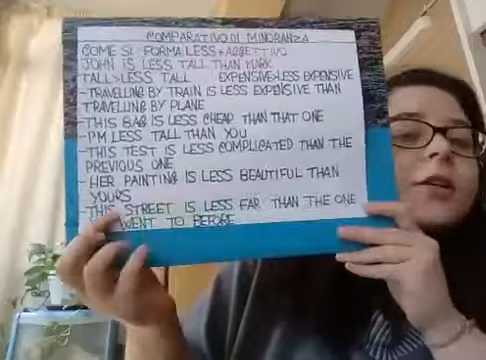 COMPARATIVO DI MINORANZA
COME SI FORMA LESS + AGGETTIVO
JOHN IS LESS TALL THAN MARK
TALL>LESS TALL EXPENSIVE>LESS EXPENSIVE
-TRAVELLING BY TRAIN IS LESS EXPENSIVE THAN
TRAVELLING BY PLANE
-THIS BAG IS LESS CHEAP THAN THAT ONE
-I'M LESS TALL THAN YOU
-THIS TEST IS LESS COMPLICATED THAN THE
PREVIOUS ONE
-HER PAINTING IS LESS BEAUTIFUL THAN
YOURS
-THIS STREET IS LESS FAR THAN THE ONE
WENT TO BEFORE